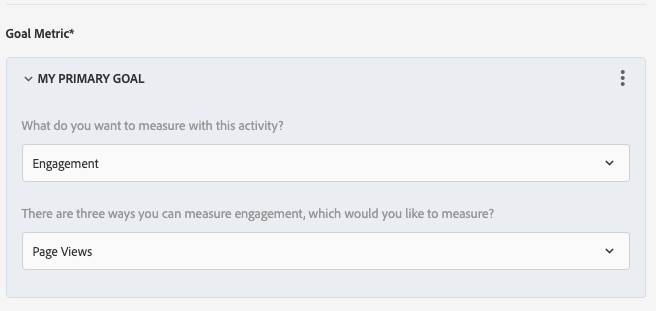 Goal Metric*
MY PRIMARY GOAL
What do you want to measure with this activity?
Engagement
There are three ways you can measure engagement, which would you like to measure?
Page Views